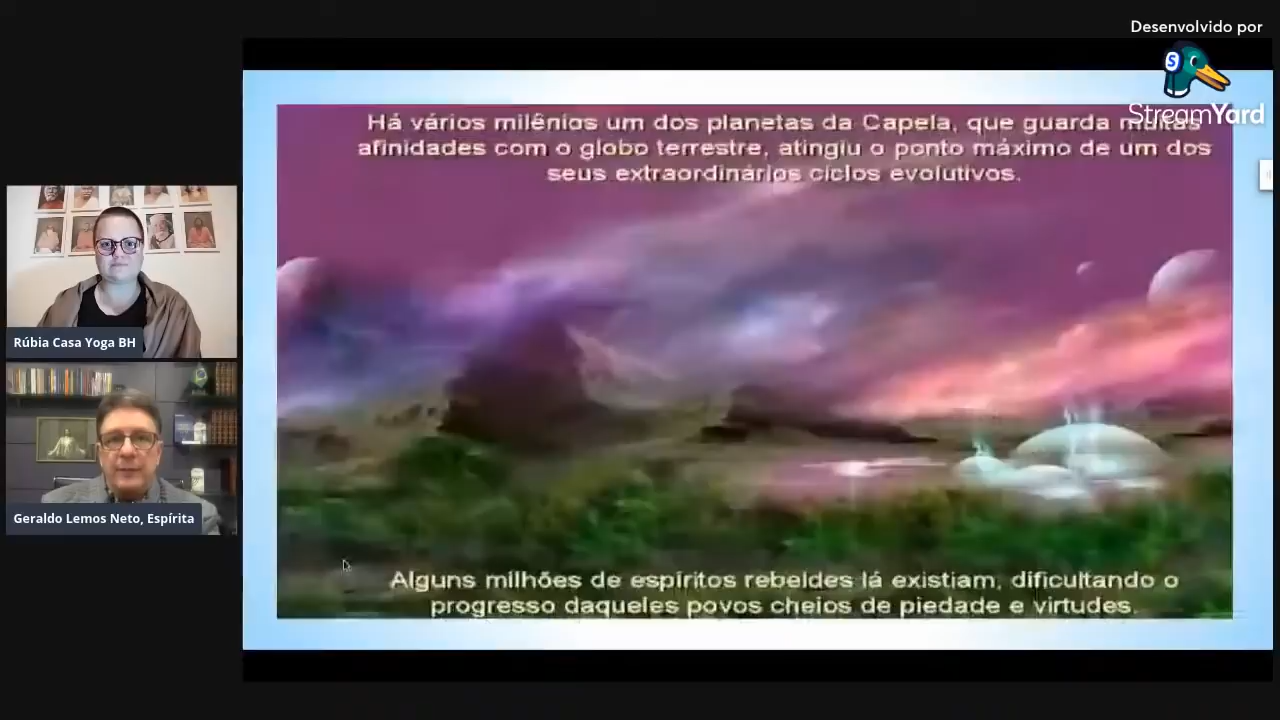 Desenvolvido por
StreamYard
Há vários milênios um dos planetas da Capela, que guarda muitas
afinidades com o globo terrestre, atingiu o ponto máximo de um dos
seus extraordinários ciclos evolutivos.
Rúbia Casa Yoga BH
Geraldo Lemos Neto, Espírita
Alguns milhões de espíritos rebeldes lá existiam, dificultando o
progresso daqueles povos cheios de piedade e virtudes.